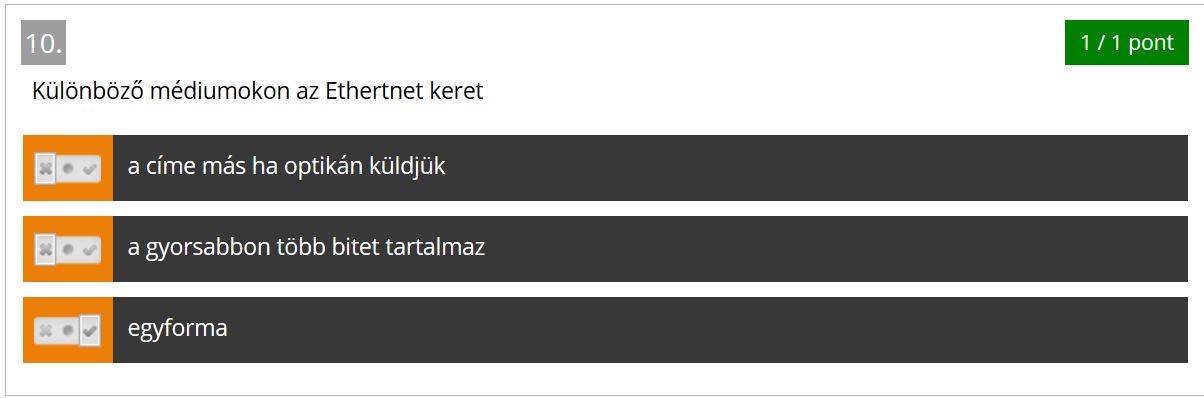 10.
1 / 1 pont
Különböző médiumokon az Ethertnet keret
a címe más ha optikán küldjük
a gyorsabbon több bitet tartalmaz
egyforma